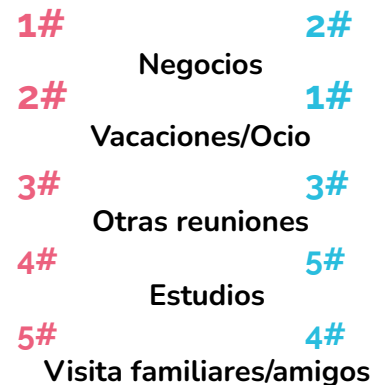 1# 2#
Negocios
2# 1#
Vacaciones/Ocio
3# 3#
Otras reuniones
4# 5#
Estudios
5# 4#
Visita familiares/amigos